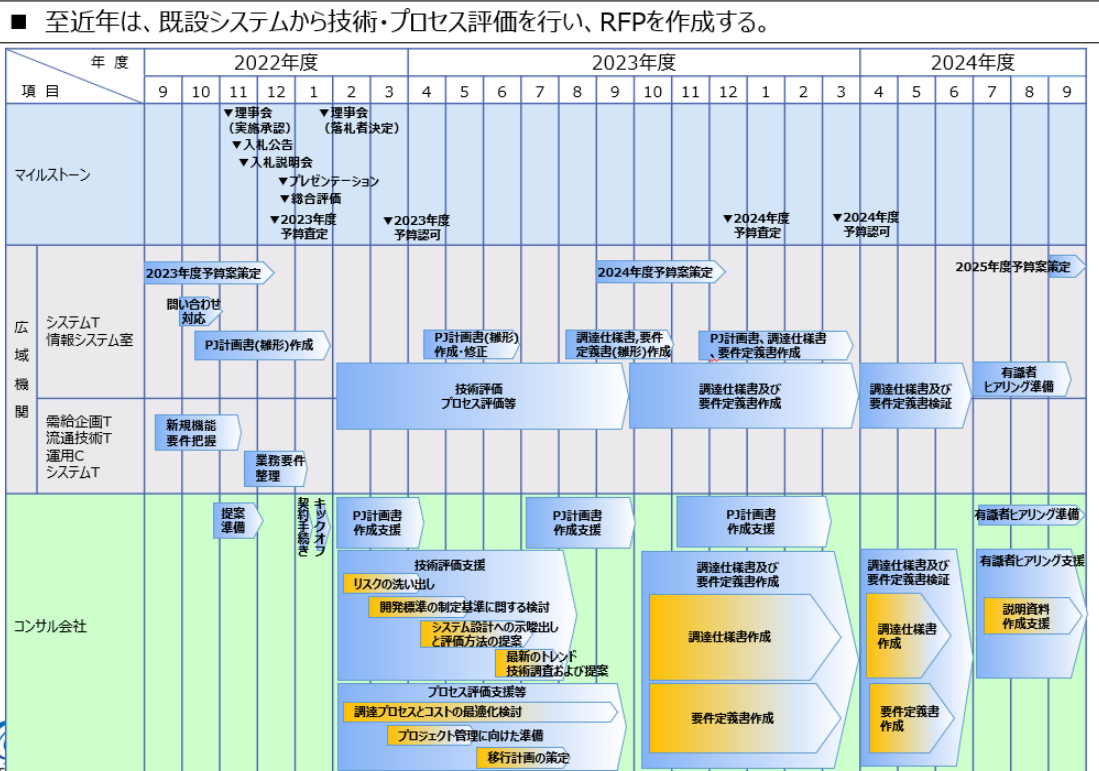 ■ 至近年は、既設システムから技術・プロセス評価を行い、RFPを作成する。
年 度
項 目
2022年度
2023年度
2024年度
9 10 11 12 1 2 3 4 5 6 7 8 9 10 11 12 1 2 3 4 5 6 7 8 9
マイルストーン
▼理事会
(実施承認)
▼理事会
(落札者決定)
▼入札公告
▼入札説明会
▼プレゼンテーション
▼総合評価
▼2023年度
予算査定
▼2023年度
予算認可
▼2024年度
予算査定
▼2024年度
予算認可
広域機関
システムT
情報システム室
2023年度予算案策定
2024年度予算案策定
2025年度予算案策定
問い合わせ
対応
PJ計画書(雛形)作成
PJ計画書(雛形)
作成・修正
調達仕様書,要件
定義書(雛形)作成
PJ計画書、調達仕様書
、要件定義書作成
技術評価
プロセス評価等
調達仕様書及び
要件定義書作成
調達仕様書及び
要件定義書検証
有識者
ヒアリング準備
需給企画T
流通技術T
運用C
システムT
新規機能
要件把握
業務要件
整理
コンサル会社
提案
準備
契約手続き
キックオフ
PJ計画書
作成支援
PJ計画書
作成支援
PJ計画書
作成支援
有識者ヒアリング準備
技術評価支援
リスクの洗い出し
開発標準の制定基準に関する検討
システム設計への示唆出し
と評価方法の提案
最新のトレンド
技術調査および提案
プロセス評価支援等
調達プロセスとコストの最適化検討
プロジェクト管理に向けた準備
移行計画の策定
調達仕様書及び
要件定義書作成
調達仕様書作成
要件定義書作成
調達仕様書及び
要件定義書検証
調達仕様書
作成
要件定義書
作成
有識者ヒアリング支援
説明資料
作成支援